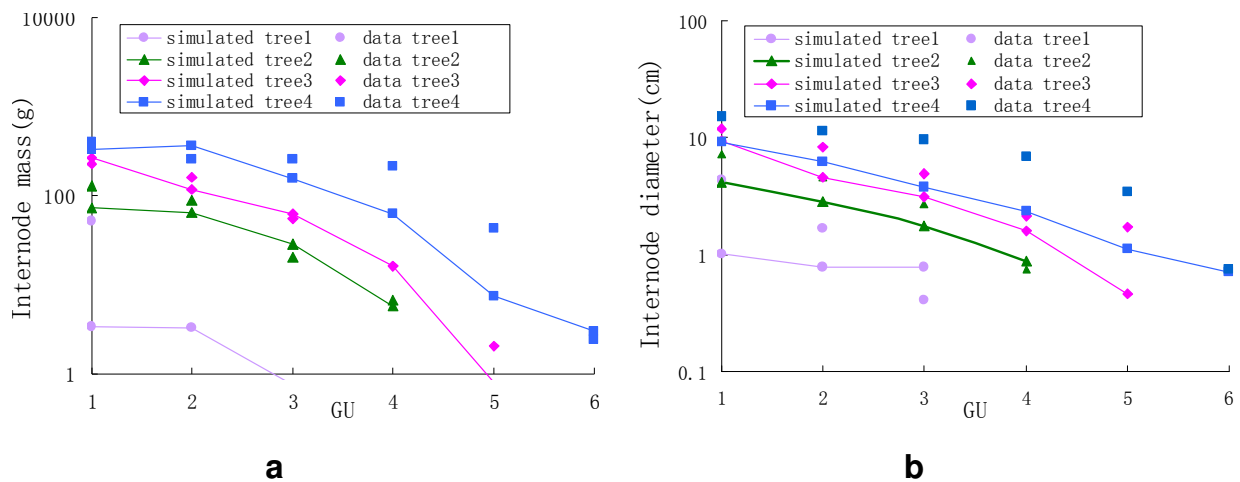 10000
100
1
Internode mass(g)
simulated tree1 data tree1
simulated tree2 data tree2
simulated tree3 data tree3
simulated tree4 data tree4
1 2 3 4 5 6
GU
a
100
10
1
0.1
Internode diameter(cm)
simulated tree1 data tree1
simulated tree2 data tree2
simulated tree3 data tree3
simulated tree4 data tree4
1 2 3 4 5 6
GU
b